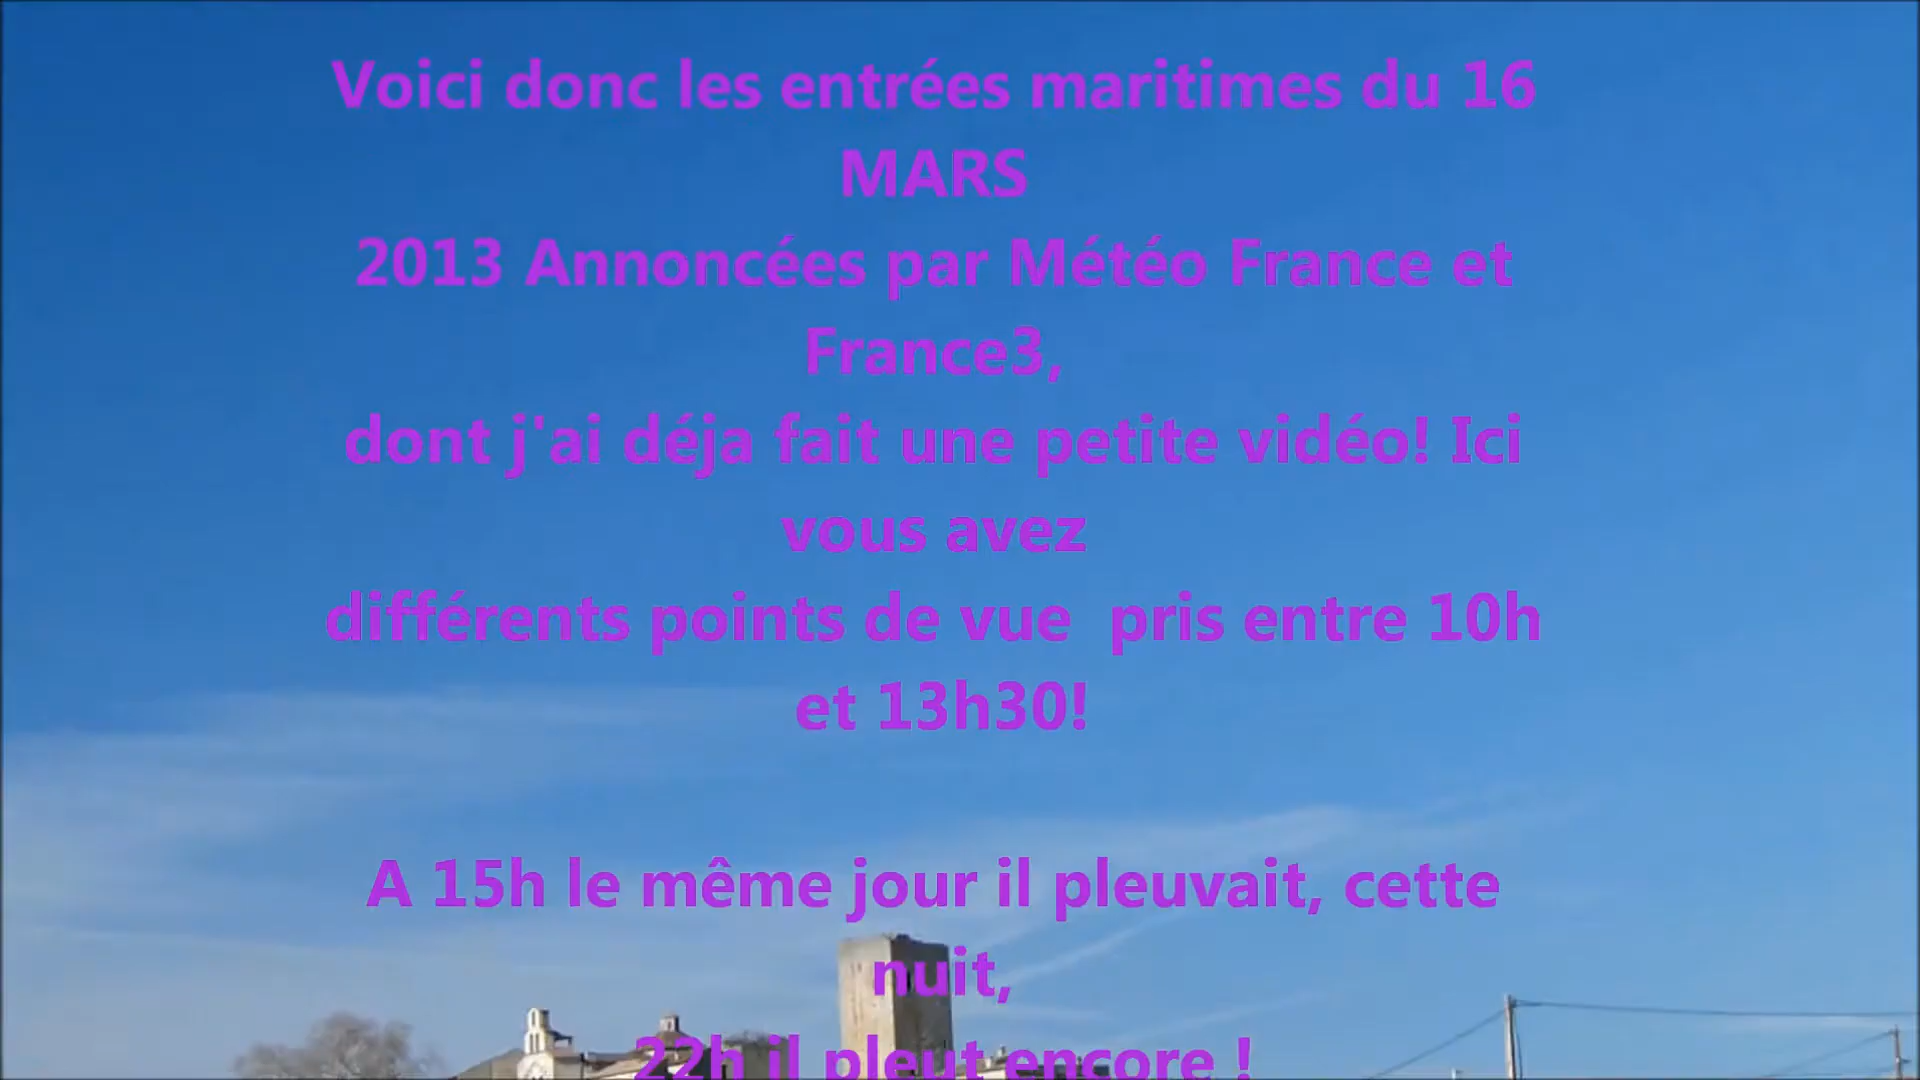 Voici donc les entrées maritimes du 16
MARS
2013 Annoncées par Météo France et
France3,
dont j'ai déja fait une petite vidéo! Ici
vous avez
différents points de vue  pris entre 10h
et 13h30!
A 15h le même jour il pleuvait, cette
nuit,
22h il pleut encore !